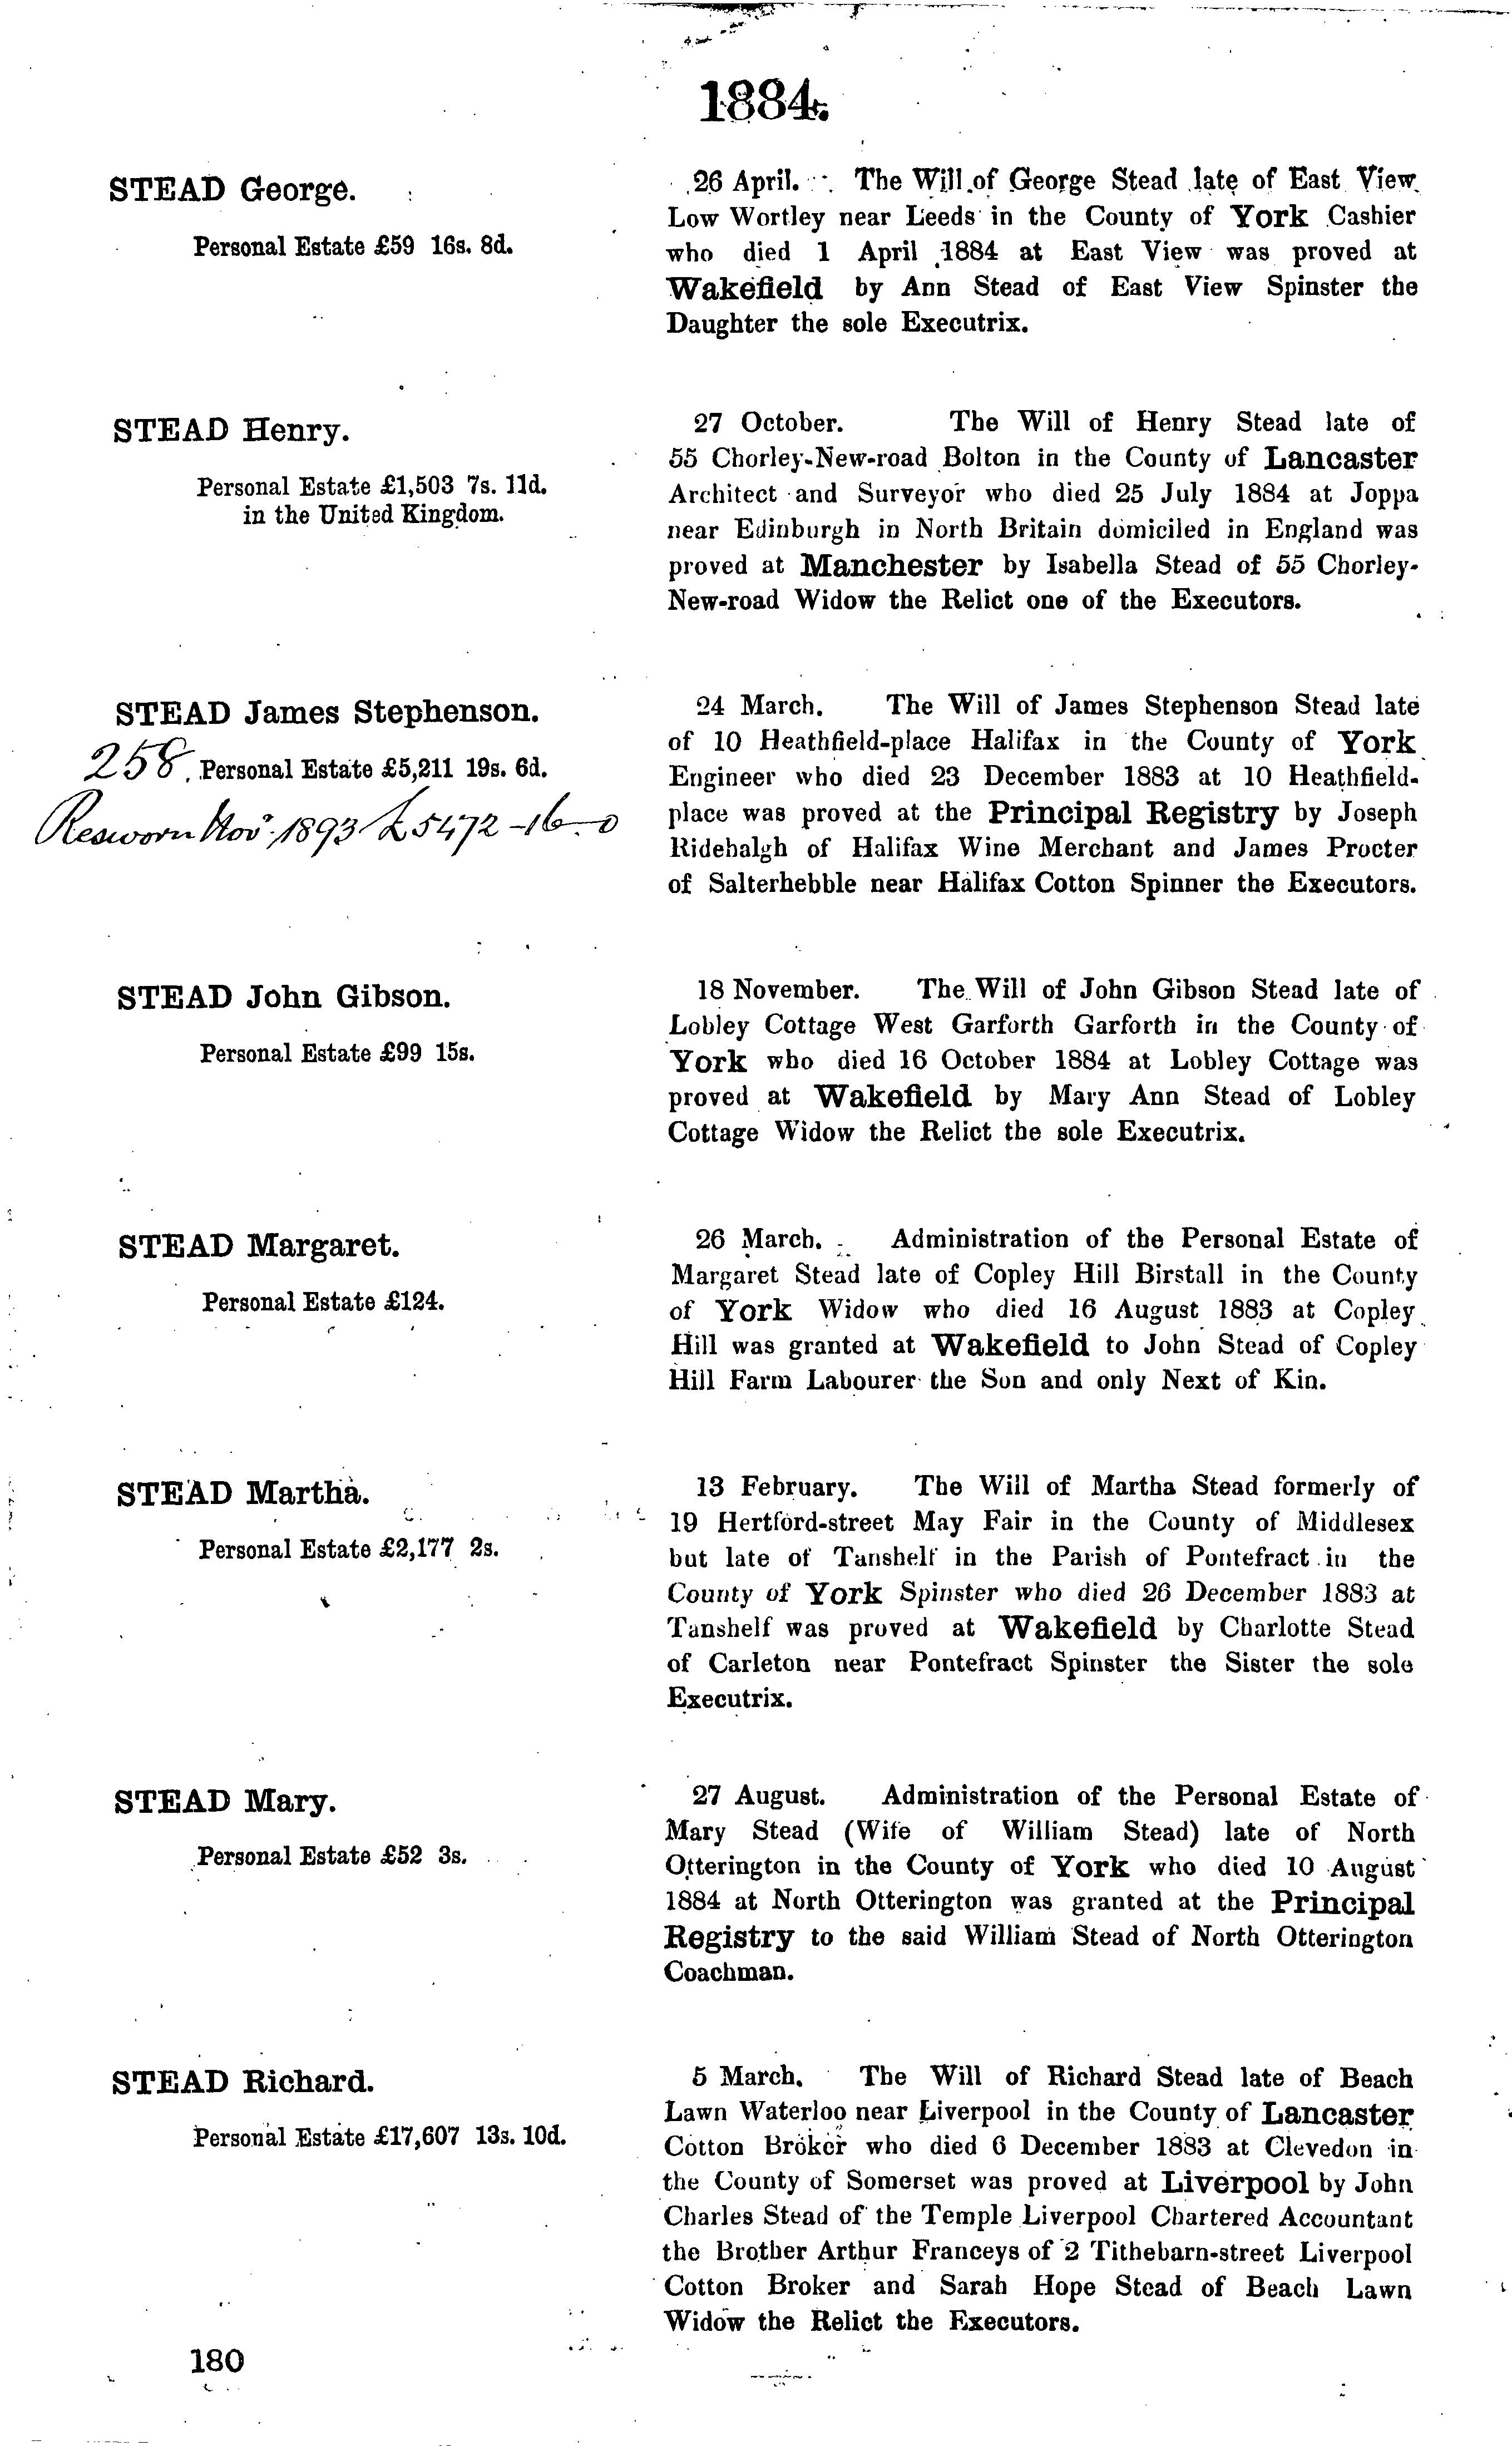 1884.
STEAD George.
Personal Estate £59 16s. 8d.
26 April. The Will of George Stead late of East View
Low Wortley near Leeds in the County of York Cashier
who died 1 April 1884 at East View was proved at
Wakefield by Ann Stead of East View Spinster the
Daughter the sole Executrix.
STEAD Henry.
Personal Estate £1,503 7s. 11d.
in the United Kingdom.
27 October. The Will of Henry Stead late of
55 Chorley-New-road Bolton in the County of Lancaster
Architect and Surveyor who died 25 July 1884 at Joppa
near Edinburgh in North Britain domiciled in England was
proved at Manchester by Isabella Stead of 55 Chorley-
New-road Widow the Relict one of the Executors.
STEAD James Stephenson.
258. Personal Estate £5,211 19s. 6d.
Resworn Novr. 1893 £5472-16-0
24 March. The Will of James Stephenson Stead late
of 10 Heathfield-place Halifax in the County of York
Engineer who died 23 December 1883 at 10 Heathfield-
place was proved at the Principal Registry by Joseph
Ridehalgh of Halifax Wine Merchant and James Procter
of Salterhebble near Halifax Cotton Spinner the Executors.
STEAD John Gibson.
Personal Estate £99 15s.
18 November. The Will of John Gibson Stead late of
Lobley Cottage West Garforth Garforth in the County of
York who died 16 October 1884 at Lobley Cottage was
proved at Wakefield by Mary Ann Stead of Lobley
Cottage Widow the Relict the sole Executrix.
STEAD Margaret.
Personal Estate £124.
26 March. Administration of the Personal Estate of
Margaret Stead late of Copley Hill Birstall in the County
of York Widow who died 16 August 1883 at Copley
Hill was granted at Wakefield to John Stead of Copley
Hill Farm Labourer the Son and only Next of Kin.
STEAD Martha.
Personal Estate £2,177 2s.
13 February. The Will of Martha Stead formerly of
19 Hertford-street May Fair in the County of Middlesex
but late of Tanshelf in the Parish of Pontefract in the
County of York Spinster who died 26 December 1883 at
Tanshelf was proved at Wakefield by Charlotte Stead
of Carleton near Pontefract Spinster the Sister the sole
Executrix.
STEAD Mary.
Personal Estate £52 3s.
27 August. Administration of the Personal Estate of
Mary Stead (Wife of William Stead) late of North
Otterington in the County of York who died 10 August
1884 at North Otterington was granted at the Principal
Registry to the said William Stead of North Otterington
Coachman.
STEAD Richard.
Personal Estate £17,607 13s. 10d.
5 March. The Will of Richard Stead late of Beach
Lawn Waterloo near Liverpool in the County of Lancaster
Cotton Broker who died 6 December 1883 at Clevedon in
the County of Somerset was proved at Liverpool by John
Charles Stead of the Temple Liverpool Chartered Accountant
the Brother Arthur Franceys of 2 Tithebarn-street Liverpool
Cotton Broker and Sarah Hope Stead of Beach Lawn
Widow the Relict the Executors.
180